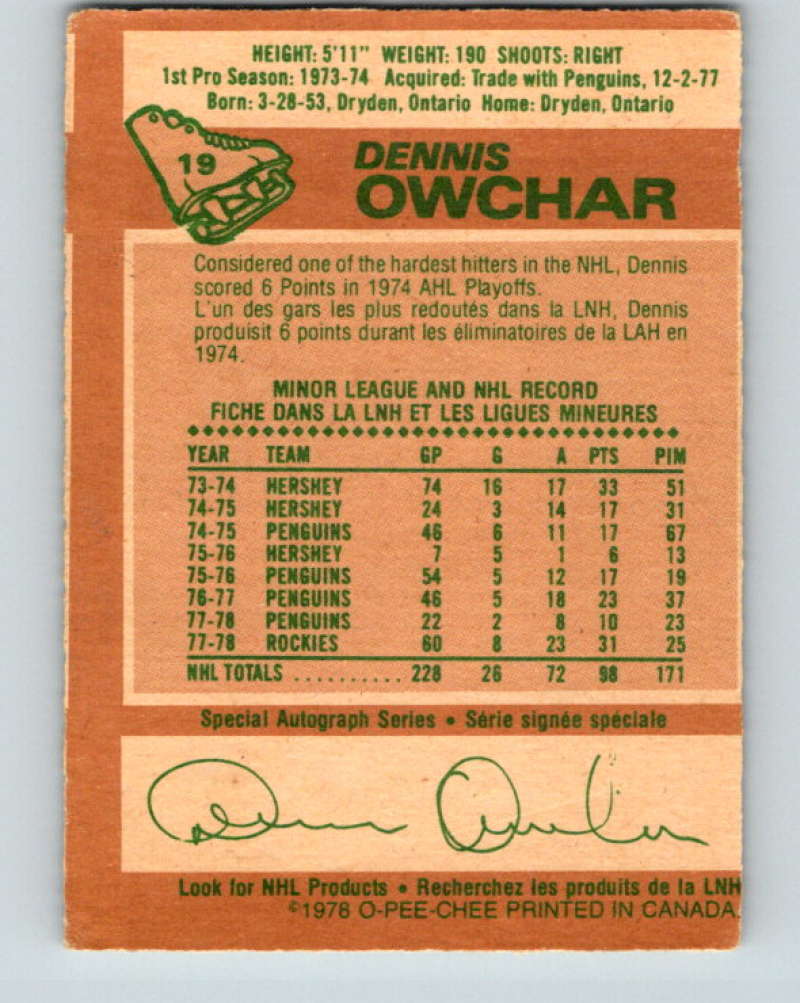 HEIGHT: 5'11" WEIGHT: 190 SHOOTS: RIGHT
1st Pro Season: 1973-74 Acquired: Trade with Penguins, 12-2-77
Born: 3-28-53, Dryden, Ontario Home: Dryden, Ontario
19
DENNIS
OWCHAR
Considered one of the hardest hitters in the NHL, Dennis
scored 6 Points in 1974 AHL Playoffs.
L'un des gars les plus redoutés dans la LNH, Dennis
produisit 6 points durant les éliminatoires de la LAH en
1974.
MINOR LEAGUE AND NHL RECORD
FICHE DANS LA LNH ET LES LIGUES MINEURES
YEAR TEAM GP G A PTS PIM
73-74 HERSHEY 74 16 17 33 51
74-75 HERSHEY 24 3 14 17 31
74-75 PENGUINS 46 6 11 17 67
75-76 HERSHEY 7 5 1 6 13
75-76 PENGUINS 54 5 12 17 19
76-77 PENGUINS 46 5 18 23 37
77-78 PENGUINS 22 2 8 10 23
77-78 ROCKIES 60 8 23 31 25
NHL TOTALS .......... 228 26 72 98 171
Special Autograph Series • Série signée spéciale
Dennis Owchar
Look for NHL Products • Recherchez les produits de la LNH
©1978 O-PEE-CHEE PRINTED IN CANADA.